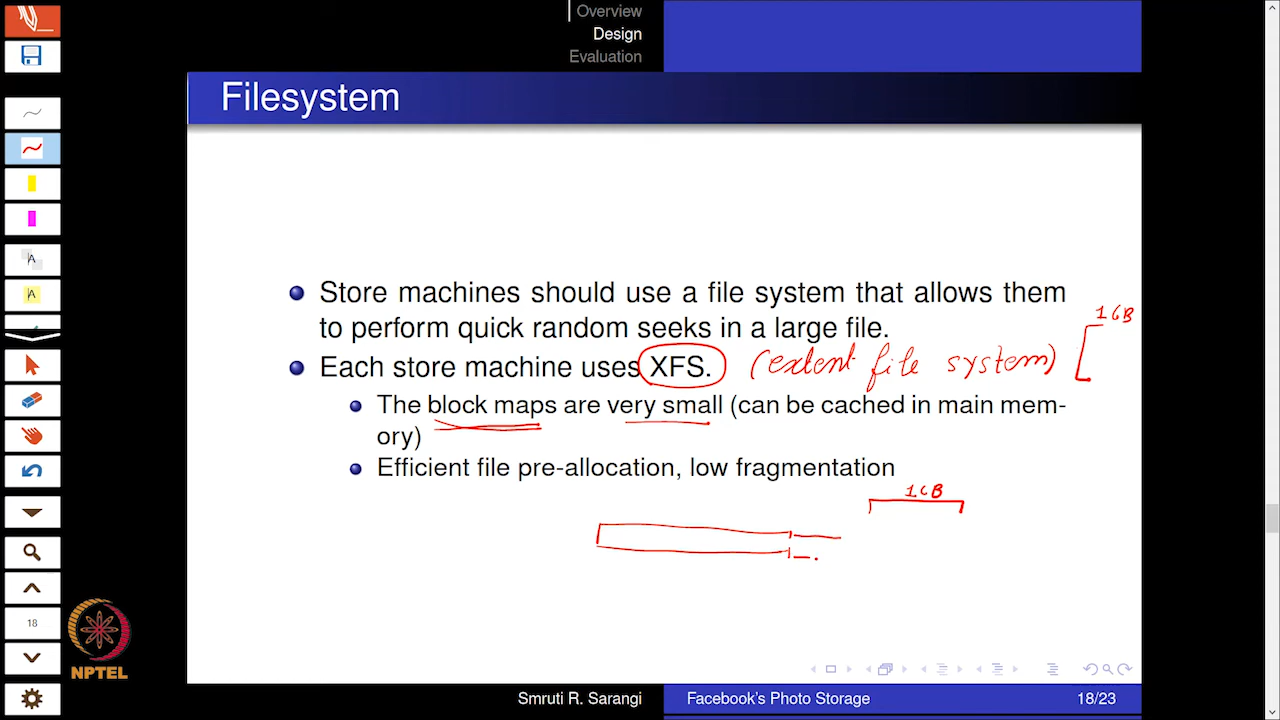 Overview
Design
Evaluation
Filesystem
Store machines should use a file system that allows them
to perform quick random seeks in a large file.
1GB
Each store machine uses XFS. (extent file system)
The block maps are very small (can be cached in main mem-
ory)
Efficient file pre-allocation, low fragmentation
1GB
18
NPTEL
Smruti R. Sarangi
Facebook's Photo Storage
18/23